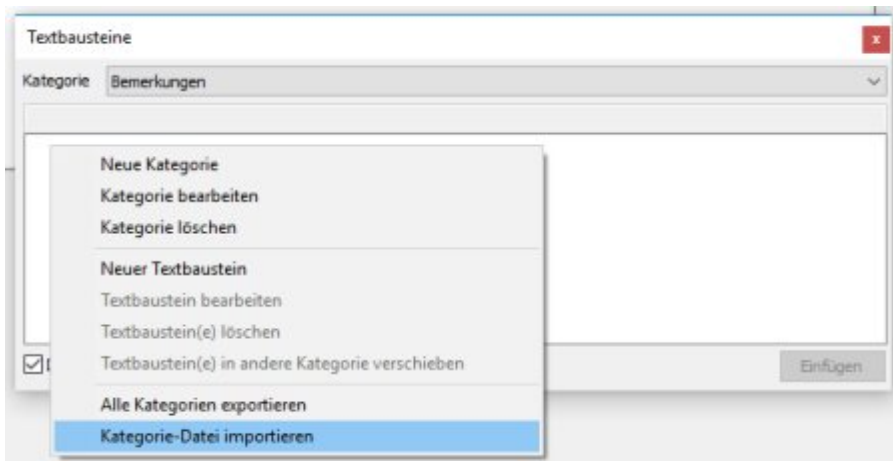 Textbausteine
x
Kategorie Bemerkungen
Neue Kategorie
Kategorie bearbeiten
Kategorie löschen
Neuer Textbaustein
Textbaustein bearbeiten
Textbaustein(e) löschen
Textbaustein(e) in andere Kategorie verschieben
Einfügen
Alle Kategorien exportieren
Kategorie-Datei importieren